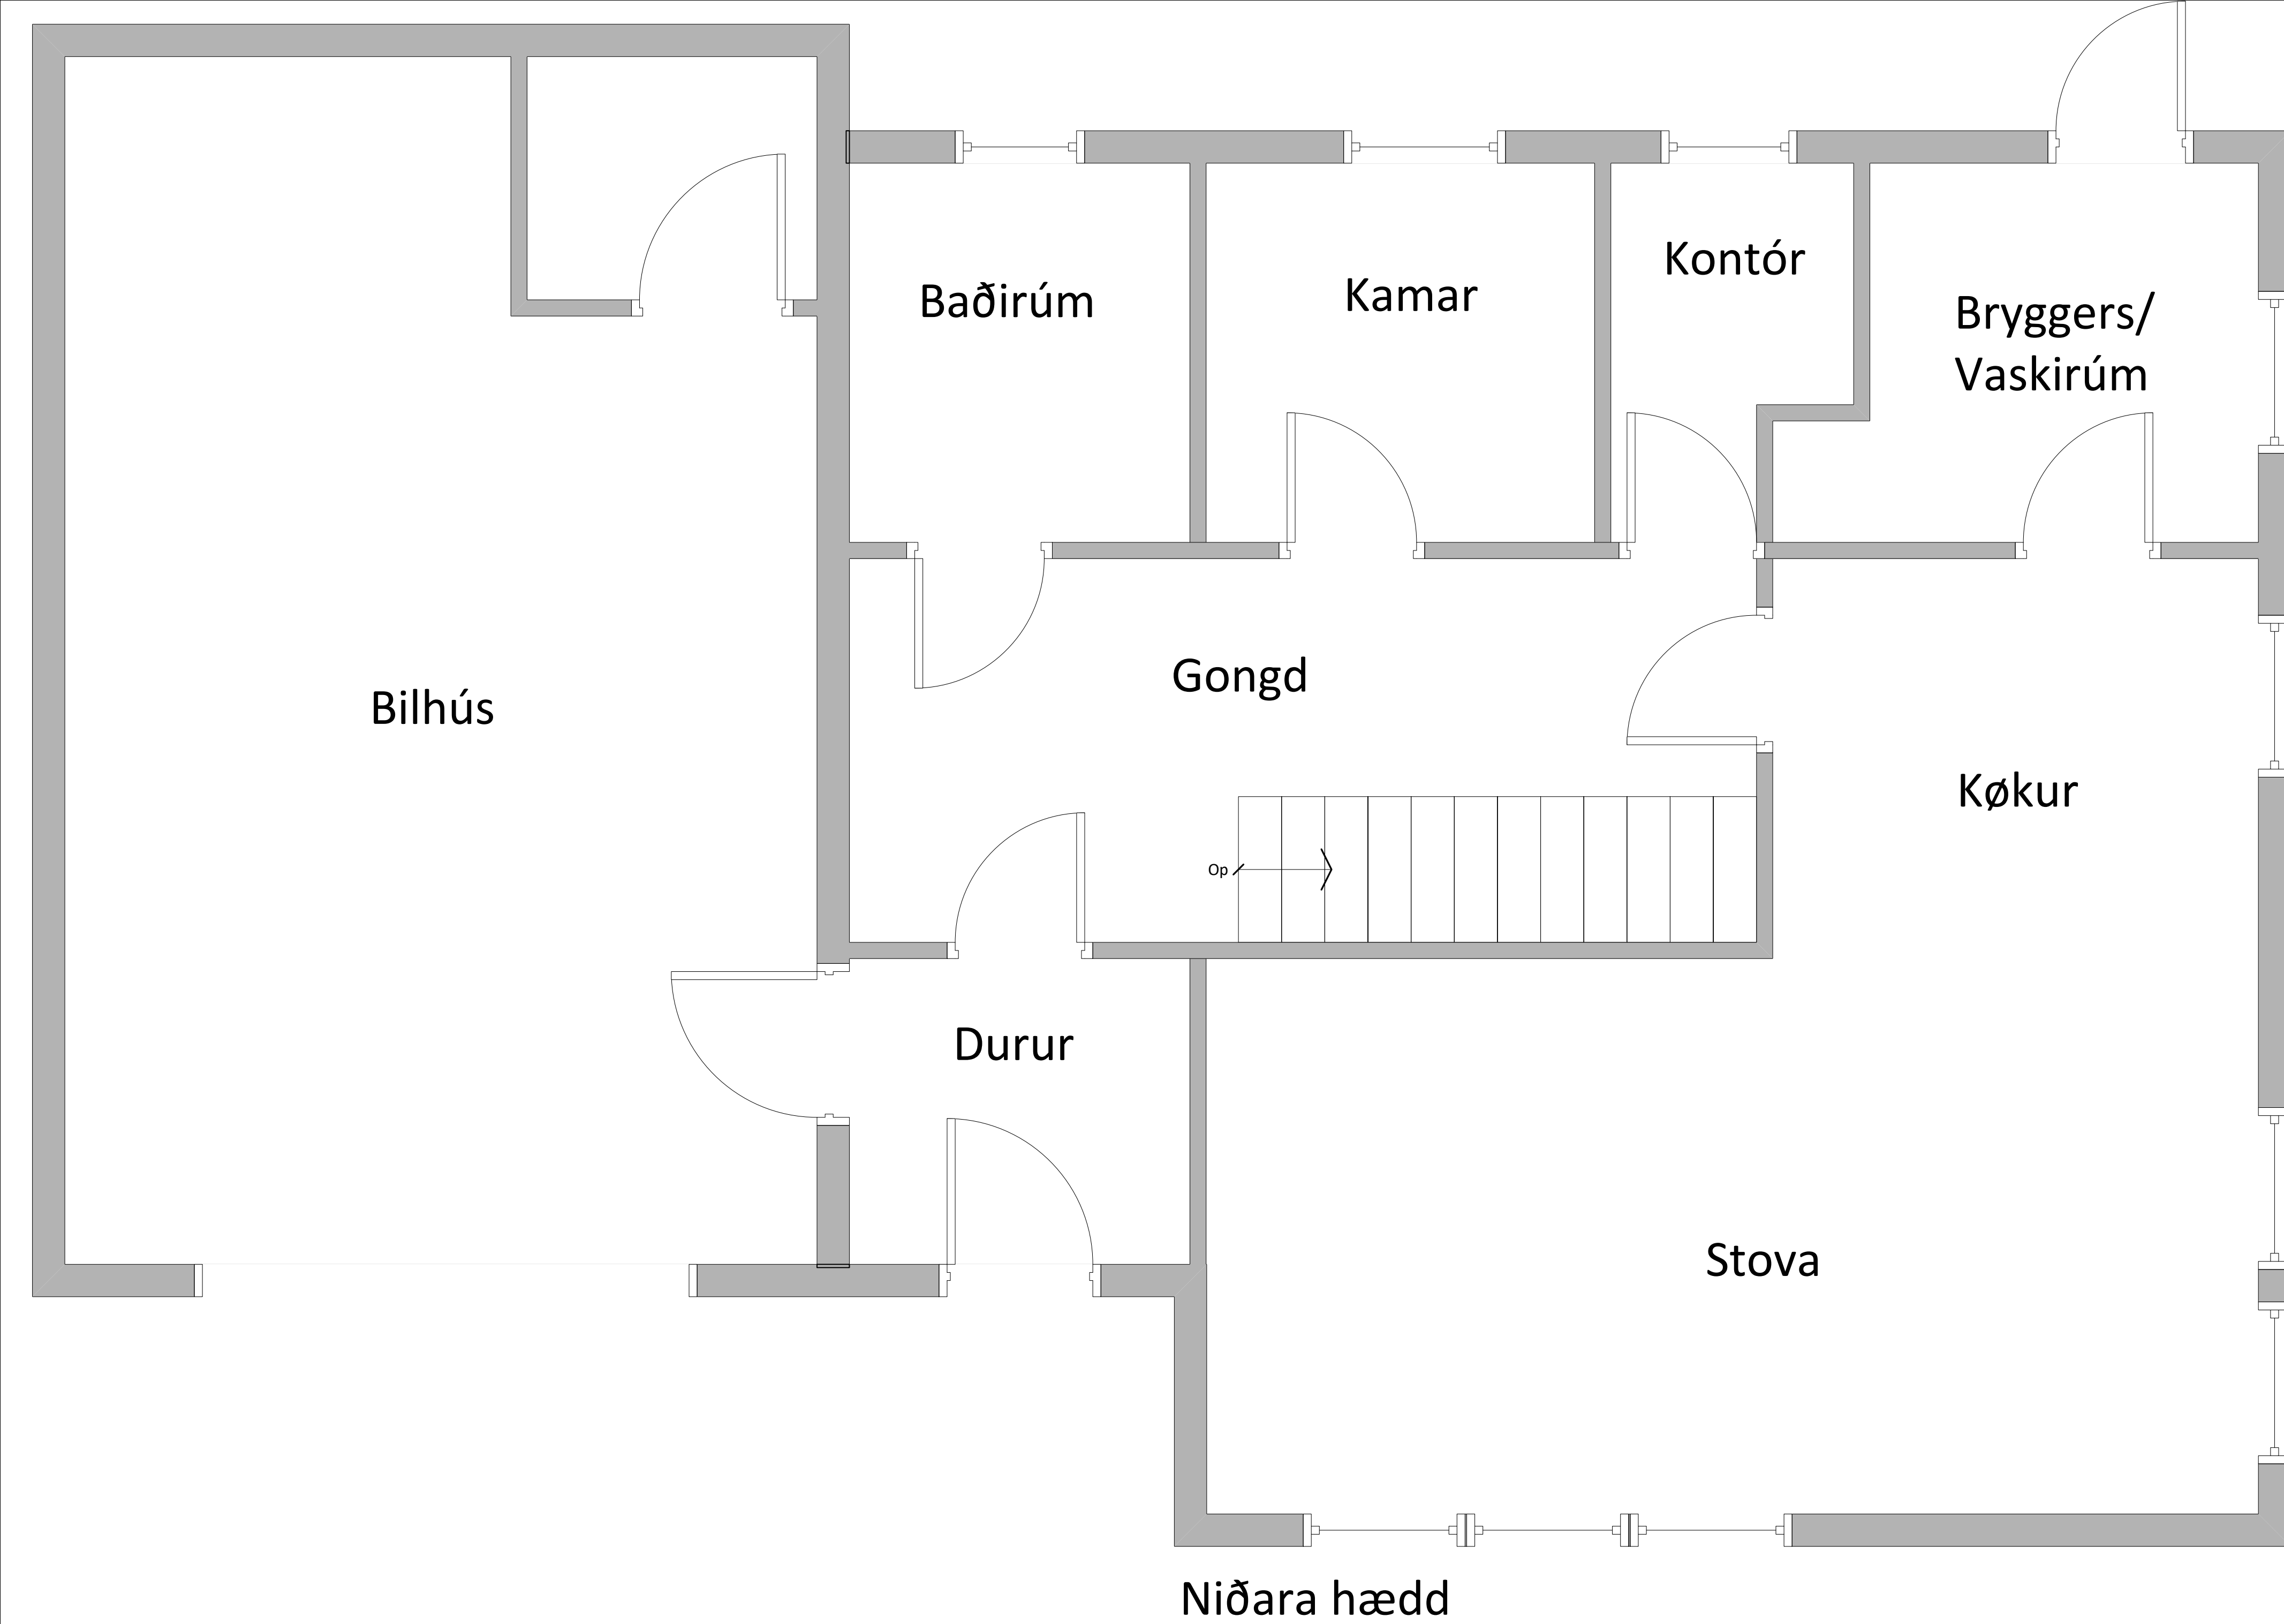 Baðirúm
Kamar
Kontór
Bryggers/
Vaskirúm
Bilhús
Gongd
Køkur
Op
Durur
Stova
Niðara hædd